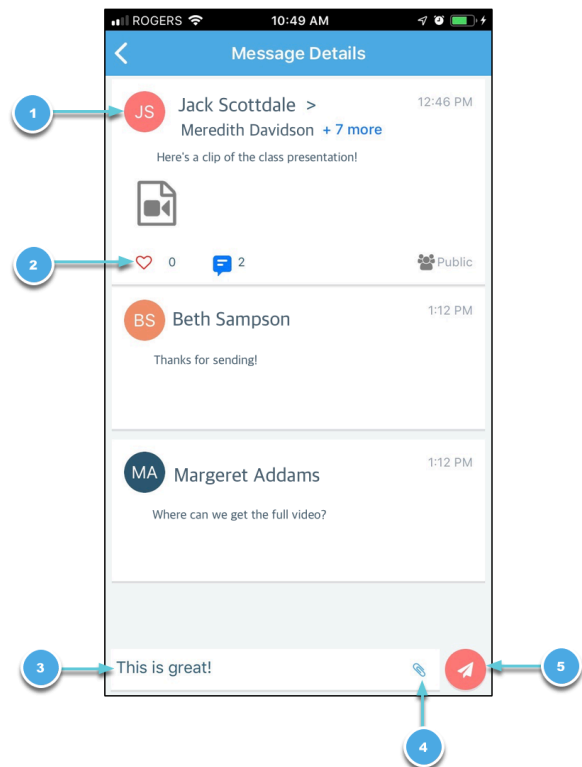 ROGERS 10:49 AM
Message Details
1
JS Jack Scottdale > 12:46 PM
Meredith Davidson + 7 more
Here's a clip of the class presentation!
2
0 2 Public
BS Beth Sampson 1:12 PM
Thanks for sending!
MA Margeret Addams 1:12 PM
Where can we get the full video?
3 This is great! 5
4